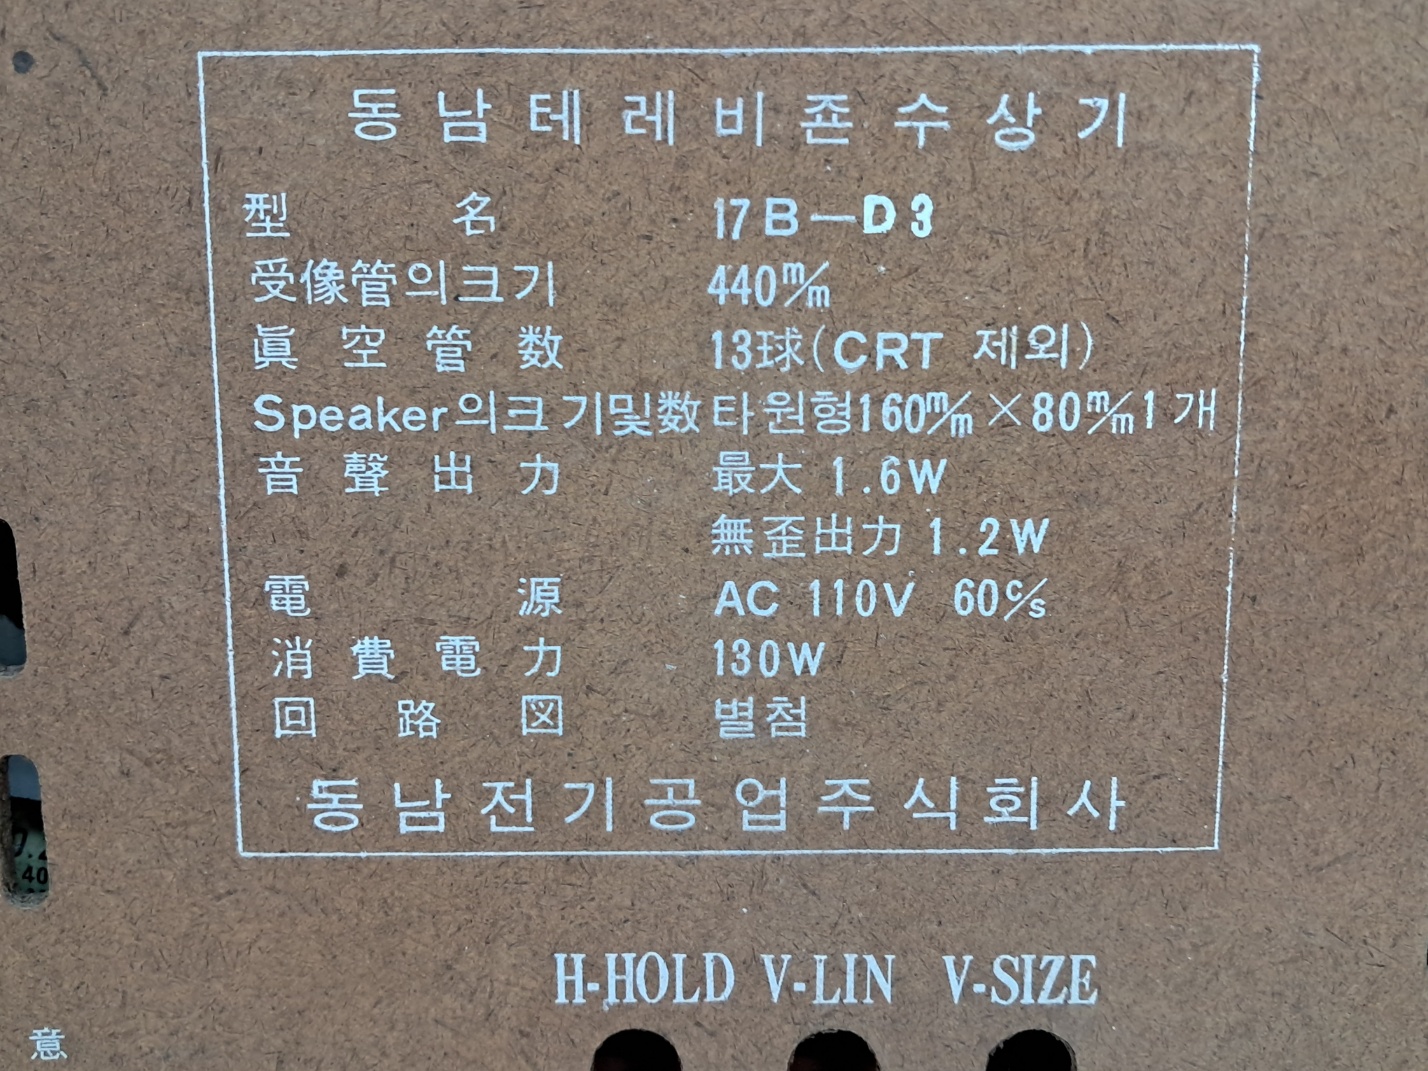 동남테레비죤수상기
型名 17B—D3
受像管의크기 440m/m
眞空管数 13球(CRT 제외)
Speaker의크기및数 타원형160m/m×80m/m1개
音聲出力 最大 1.6W
無歪出力 1.2W
電源 AC 110V 60c/s
消費電力 130W
回路図 별첨
동남전기공업주식회사
H-HOLD V-LIN V-SIZE
意